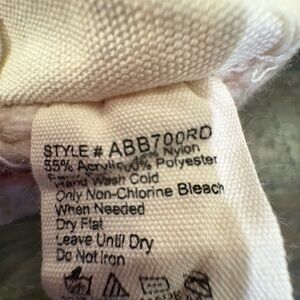 STYLE # ABB700RD
55% Acrylic, Nylon
% Polyester
Hand Wash Cold
Only Non-Chlorine Bleach
When Needed
Dry Flat
Leave Until Dry
Do Not Iron